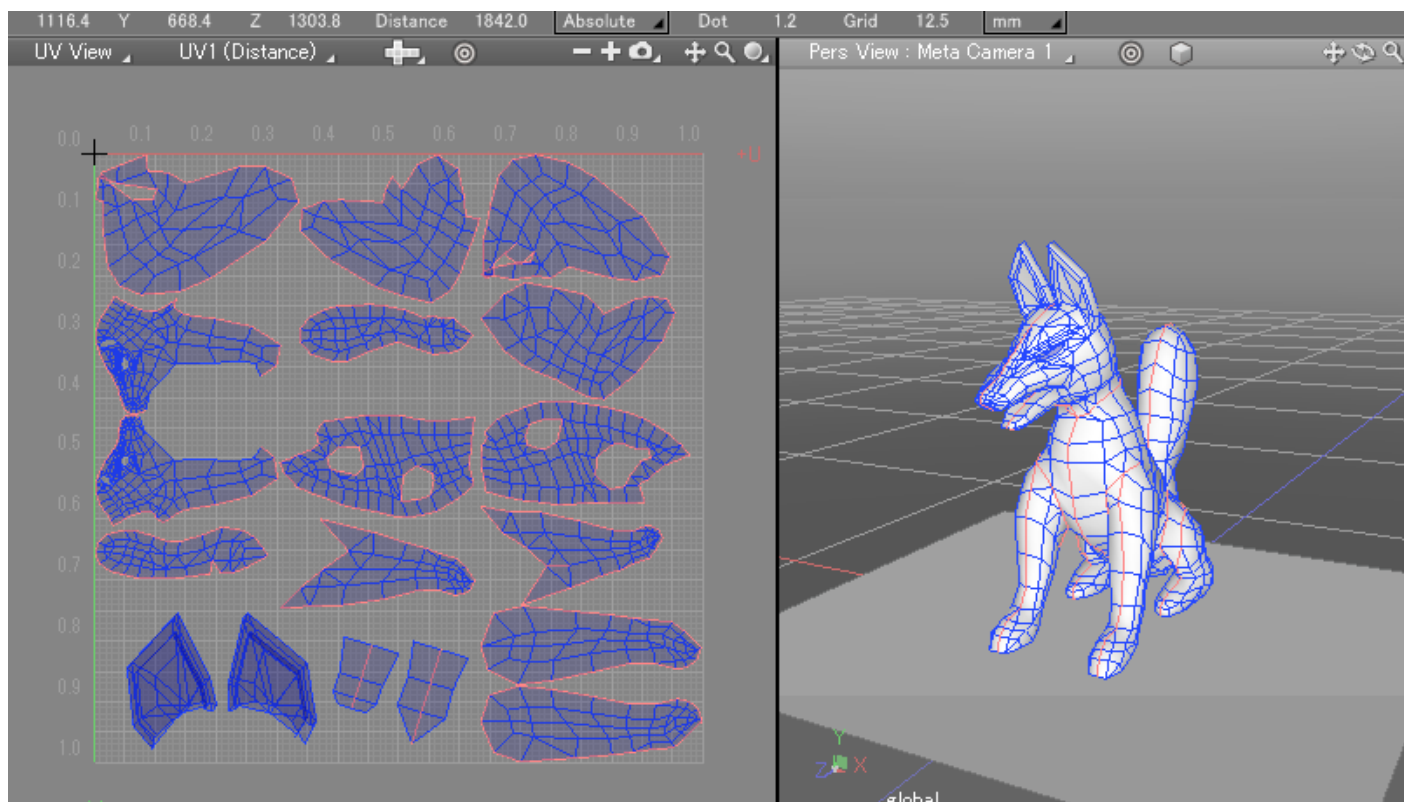 1116.4 Y 668.4 Z 1303.8 Distance 1842.0 Absolute Dot 1.2 Grid 12.5 mm
UV View UV1 (Distance)
Pers View : Meta Camera 1
0.0 0.1 0.2 0.3 0.4 0.5 0.6 0.7 0.8 0.9 1.0
+U
0.1
0.2
0.3
0.4
0.5
0.6
0.7
0.8
0.9
1.0
Y
Z X
global